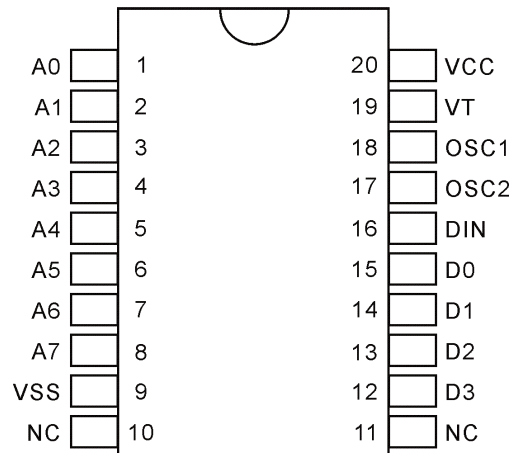 A0 1 20 VCC
A1 2 19 VT
A2 3 18 OSC1
A3 4 17 OSC2
A4 5 16 DIN
A5 6 15 D0
A6 7 14 D1
A7 8 13 D2
VSS 9 12 D3
NC 10 11 NC